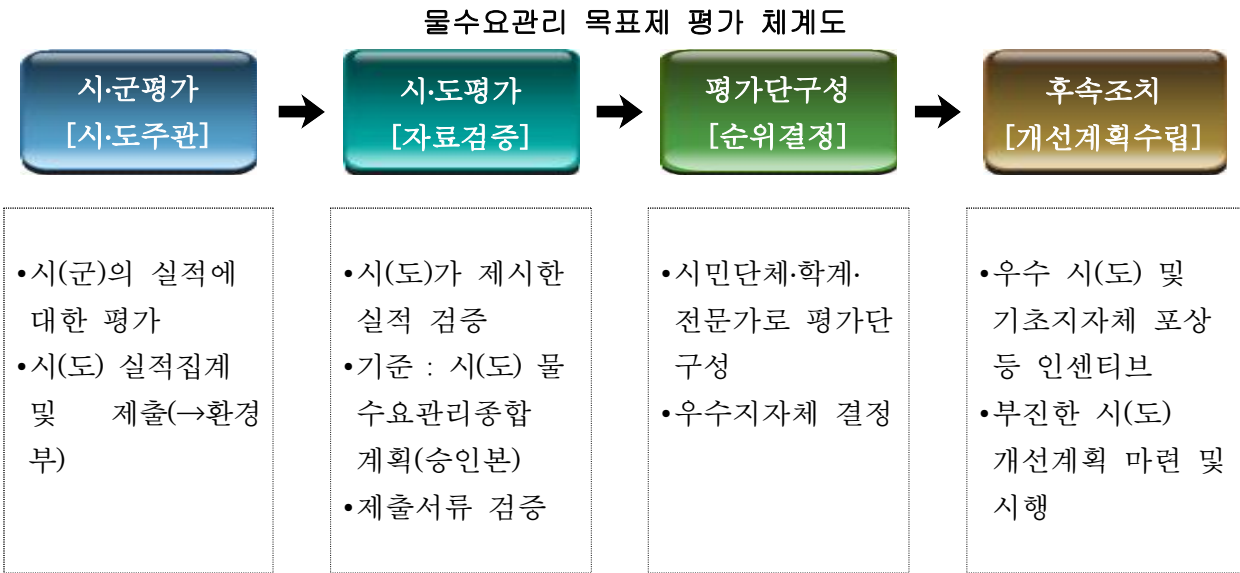 물수요관리 목표제 평가 체계도
시·군평가
[시·도주관]
시·도평가
[자료검증]
평가단구성
[순위결정]
후속조치
[개선계획수립]
•시(군)의 실적에
대한 평가
•시(도) 실적집계
및 제출(→환경
부)
•시(도)가 제시한
실적 검증
•기준 : 시(도) 물
수요관리종합
계획(승인본)
•제출서류 검증
•시민단체·학계·
전문가로 평가단
구성
•우수지자체 결정
•우수 시(도) 및
기초지자체 포상
등 인센티브
•부진한 시(도)
개선계획 마련 및
시행